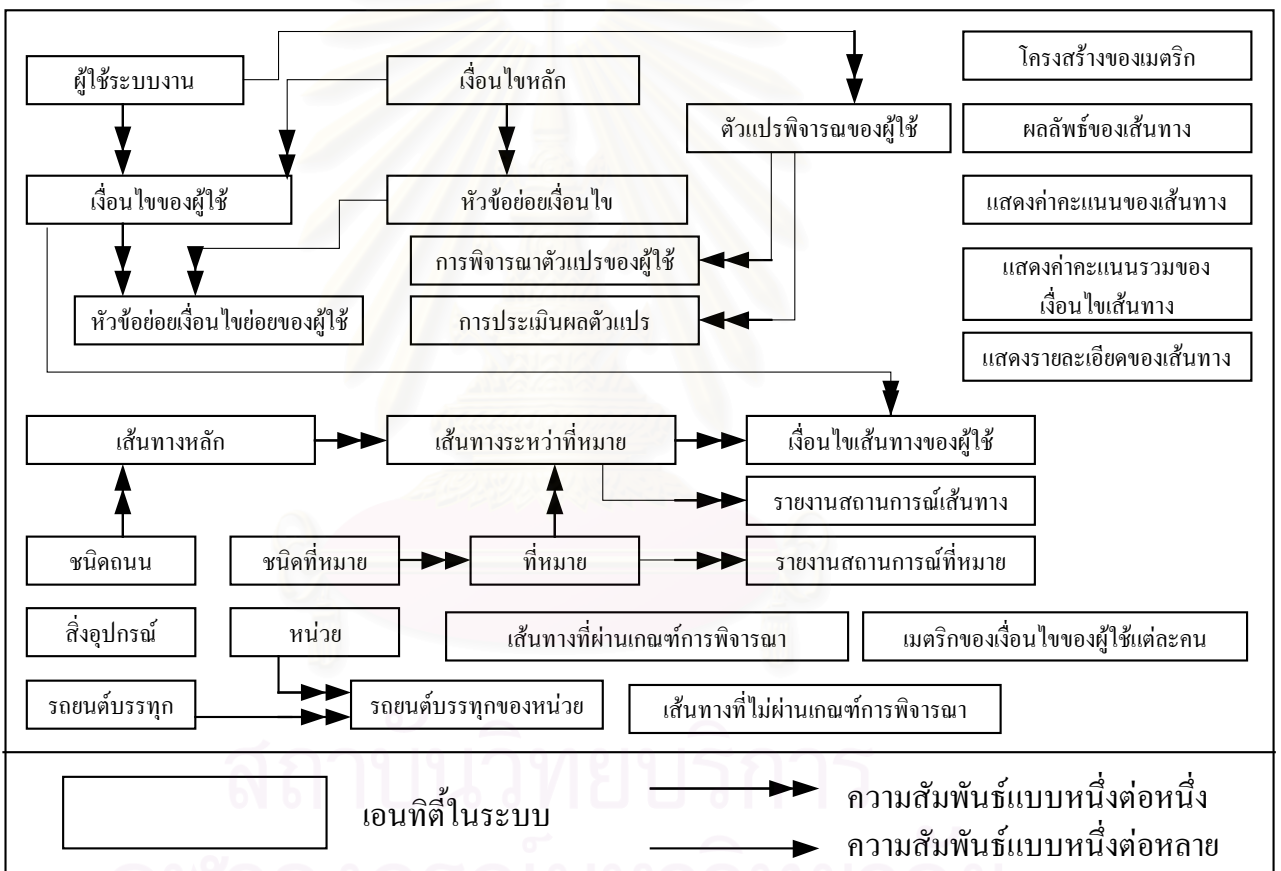 ผู้ใช้ระบบงาน
เงื่อนไขหลัก
โครงสร้างของเมตริก
ตัวแปรพิจารณของผู้ใช้
ผลลัพธ์ของเส้นทาง
เงื่อนไขของผู้ใช้
หัวข้อย่อยเงื่อนไข
แสดงค่าคะแนนของเส้นทาง
การพิจารณาตัวแปรของผู้ใช้
แสดงค่าคะแนนรวมของ
เงื่อนไขเส้นทาง
หัวข้อย่อยเงื่อนไขย่อยของผู้ใช้
การประเมินผลตัวแปร
แสดงรายละเอียดของเส้นทาง
เส้นทางหลัก
เส้นทางระหว่าที่หมาย
เงื่อนไขเส้นทางของผู้ใช้
รายงานสถานการณ์เส้นทาง
ชนิดถนน
ชนิดที่หมาย
ที่หมาย
รายงานสถานการณ์ที่หมาย
สิ่งอุปกรณ์
หน่วย
เส้นทางที่ผ่านเกณฑ์การพิจารณา
เมตริกของเงื่อนไขของผู้ใช้แต่ละคน
รถยนต์บรรทุก
รถยนต์บรรทุกของหน่วย
เส้นทางที่ไม่ผ่านเกณฑ์การพิจารณา
สถาบันวิทยบริการ
เอนทิตี้ในระบบ
ความสัมพันธ์แบบหนึ่งต่อหนึ่ง
ความสัมพันธ์แบบหนึ่งต่อหลาย